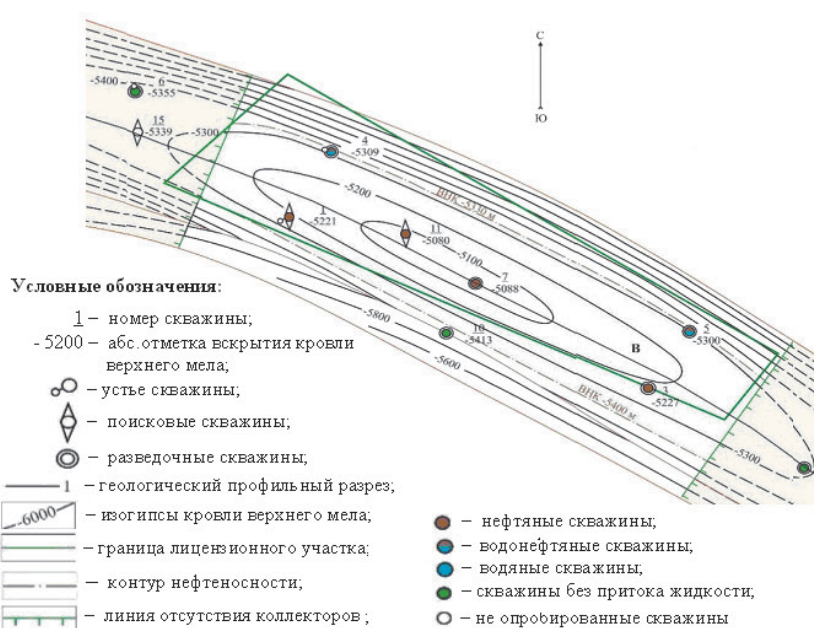 С
Ю
-5400
6
-5355
15
-5339
-5300
4
-5309
-5200
ВНК -5330 м
1
-5221
11
-5080
-5100
7
-5088
-5800
10
-5413
-5600
В
5
-5300
3
-5227
ВНК -5400 м
-5300
Условные обозначения:
1 – номер скважины;
- 5200 – абс.отметка вскрытия кровли
верхнего мела;
– устье скважины;
– поисковые скважины;
– разведочные скважины;
1 – геологический профильный разрез;
-6000 – изогипсы кровли верхнего мела;
– граница лицензионного участка;
– контур нефтеносности;
– линия отсутствия коллекторов ;
– нефтяные скважины;
– водонефтяные скважины;
– водяные скважины;
– скважины без притока жидкости;
– не опробированные скважины